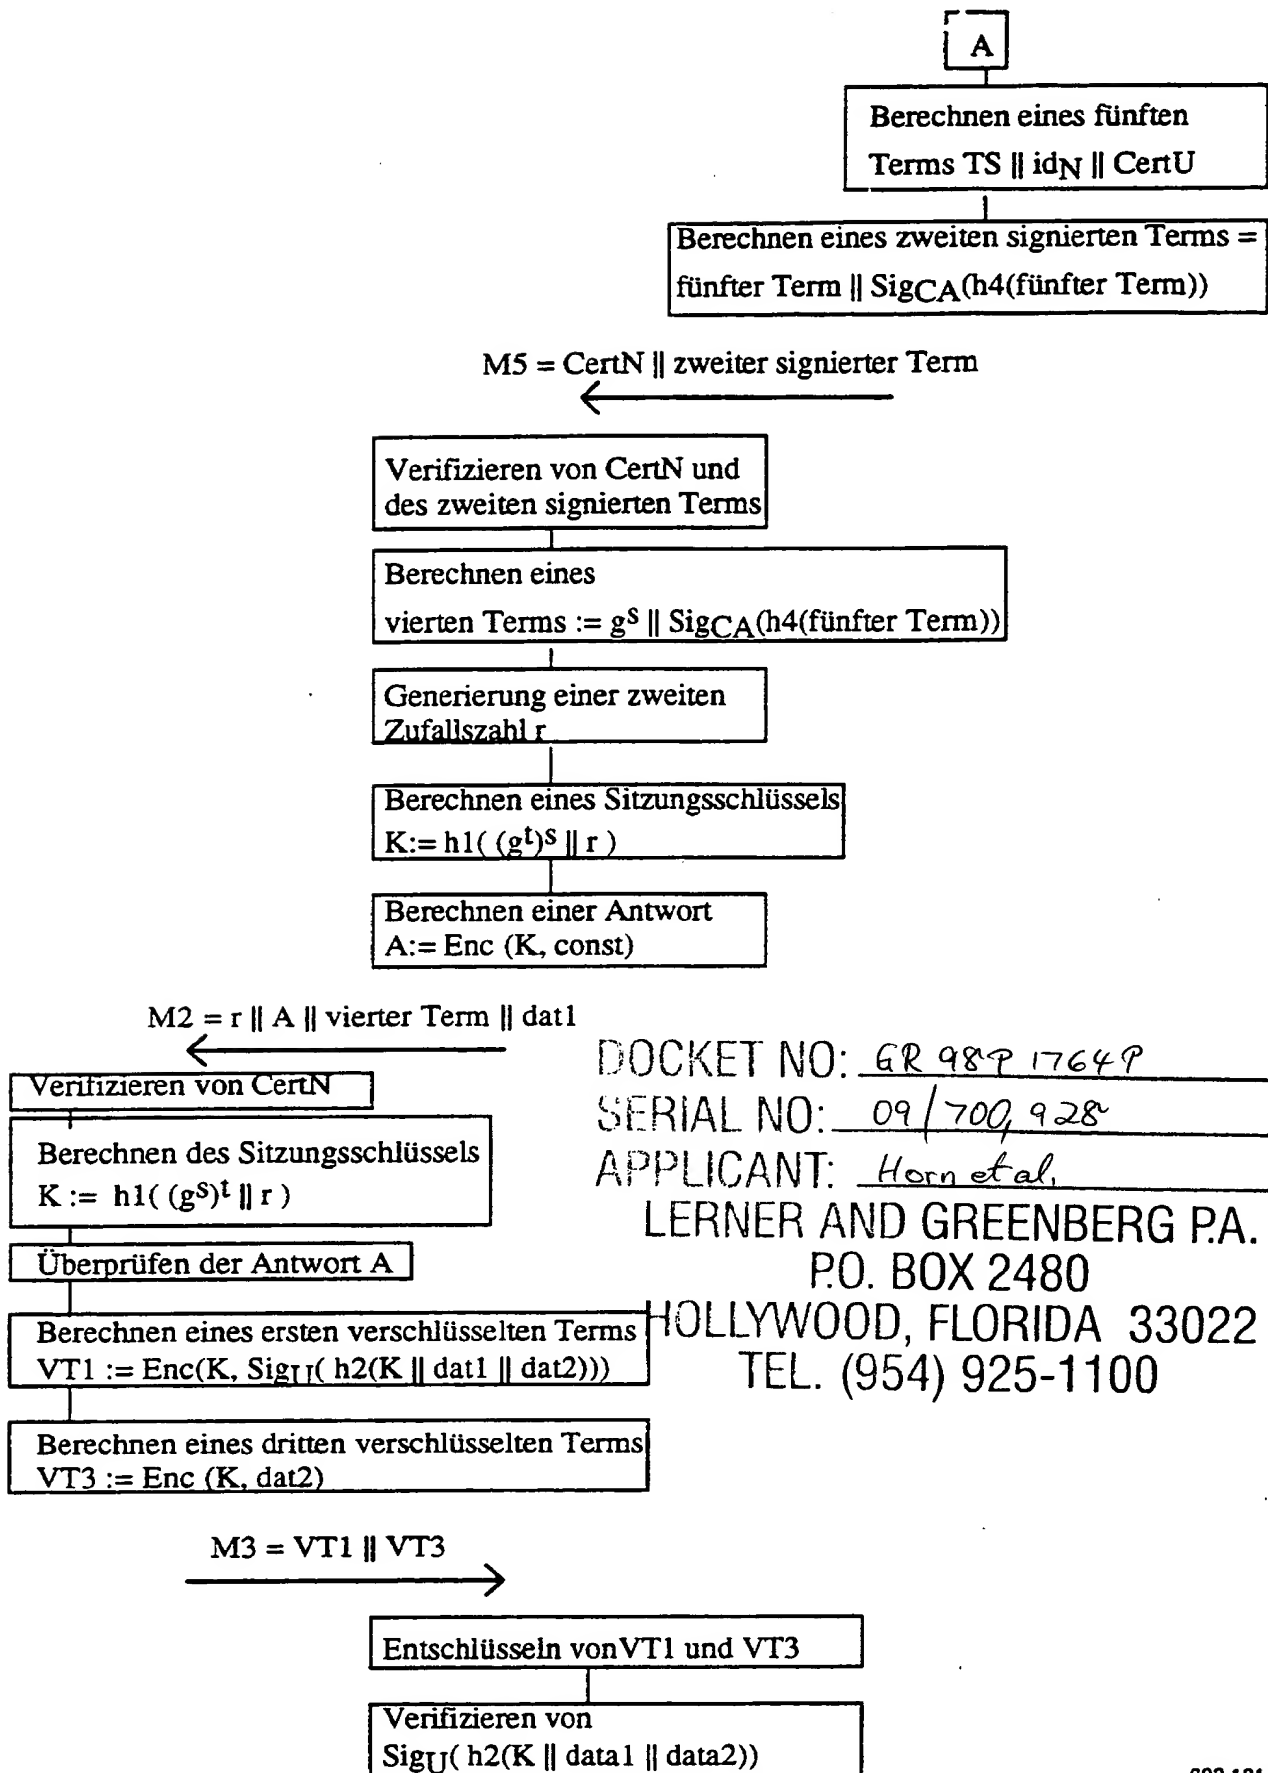 A
Berechnen eines fünften
Terms TS || idN || CertU
Berechnen eines zweiten signierten Terms =
fünfter Term || SigCA(h4(fünfter Term))
M5 = CertN || zweiter signierter Term
Verifizieren von CertN und
des zweiten signierten Terms
Berechnen eines
vierten Terms := g^s || SigCA(h4(fünfter Term))
Generierung einer zweiten
Zufallszahl r
Berechnen eines Sitzungsschlüssels
K:= h1( (g^t)^s || r )
Berechnen einer Antwort
A:= Enc (K, const)
M2 = r || A || vierter Term || dat1
Verifizieren von CertN
Berechnen des Sitzungsschlüssels
K := h1( (g^s)^t || r )
Überprüfen der Antwort A
Berechnen eines ersten verschlüsselten Terms
VT1 := Enc(K, SigU( h2(K || dat1 || dat2)))
Berechnen eines dritten verschlüsselten Terms
VT3 := Enc (K, dat2)
DOCKET NO: GR 98 P 1764 P
SERIAL NO: 09/700,928
APPLICANT: Horn et al.
LERNER AND GREENBERG P.A.
P.O. BOX 2480
HOLLYWOOD, FLORIDA 33022
TEL. (954) 925-1100
M3 = VT1 || VT3
Entschlüsseln vonVT1 und VT3
Verifizieren von
SigU( h2(K || data1 || data2))